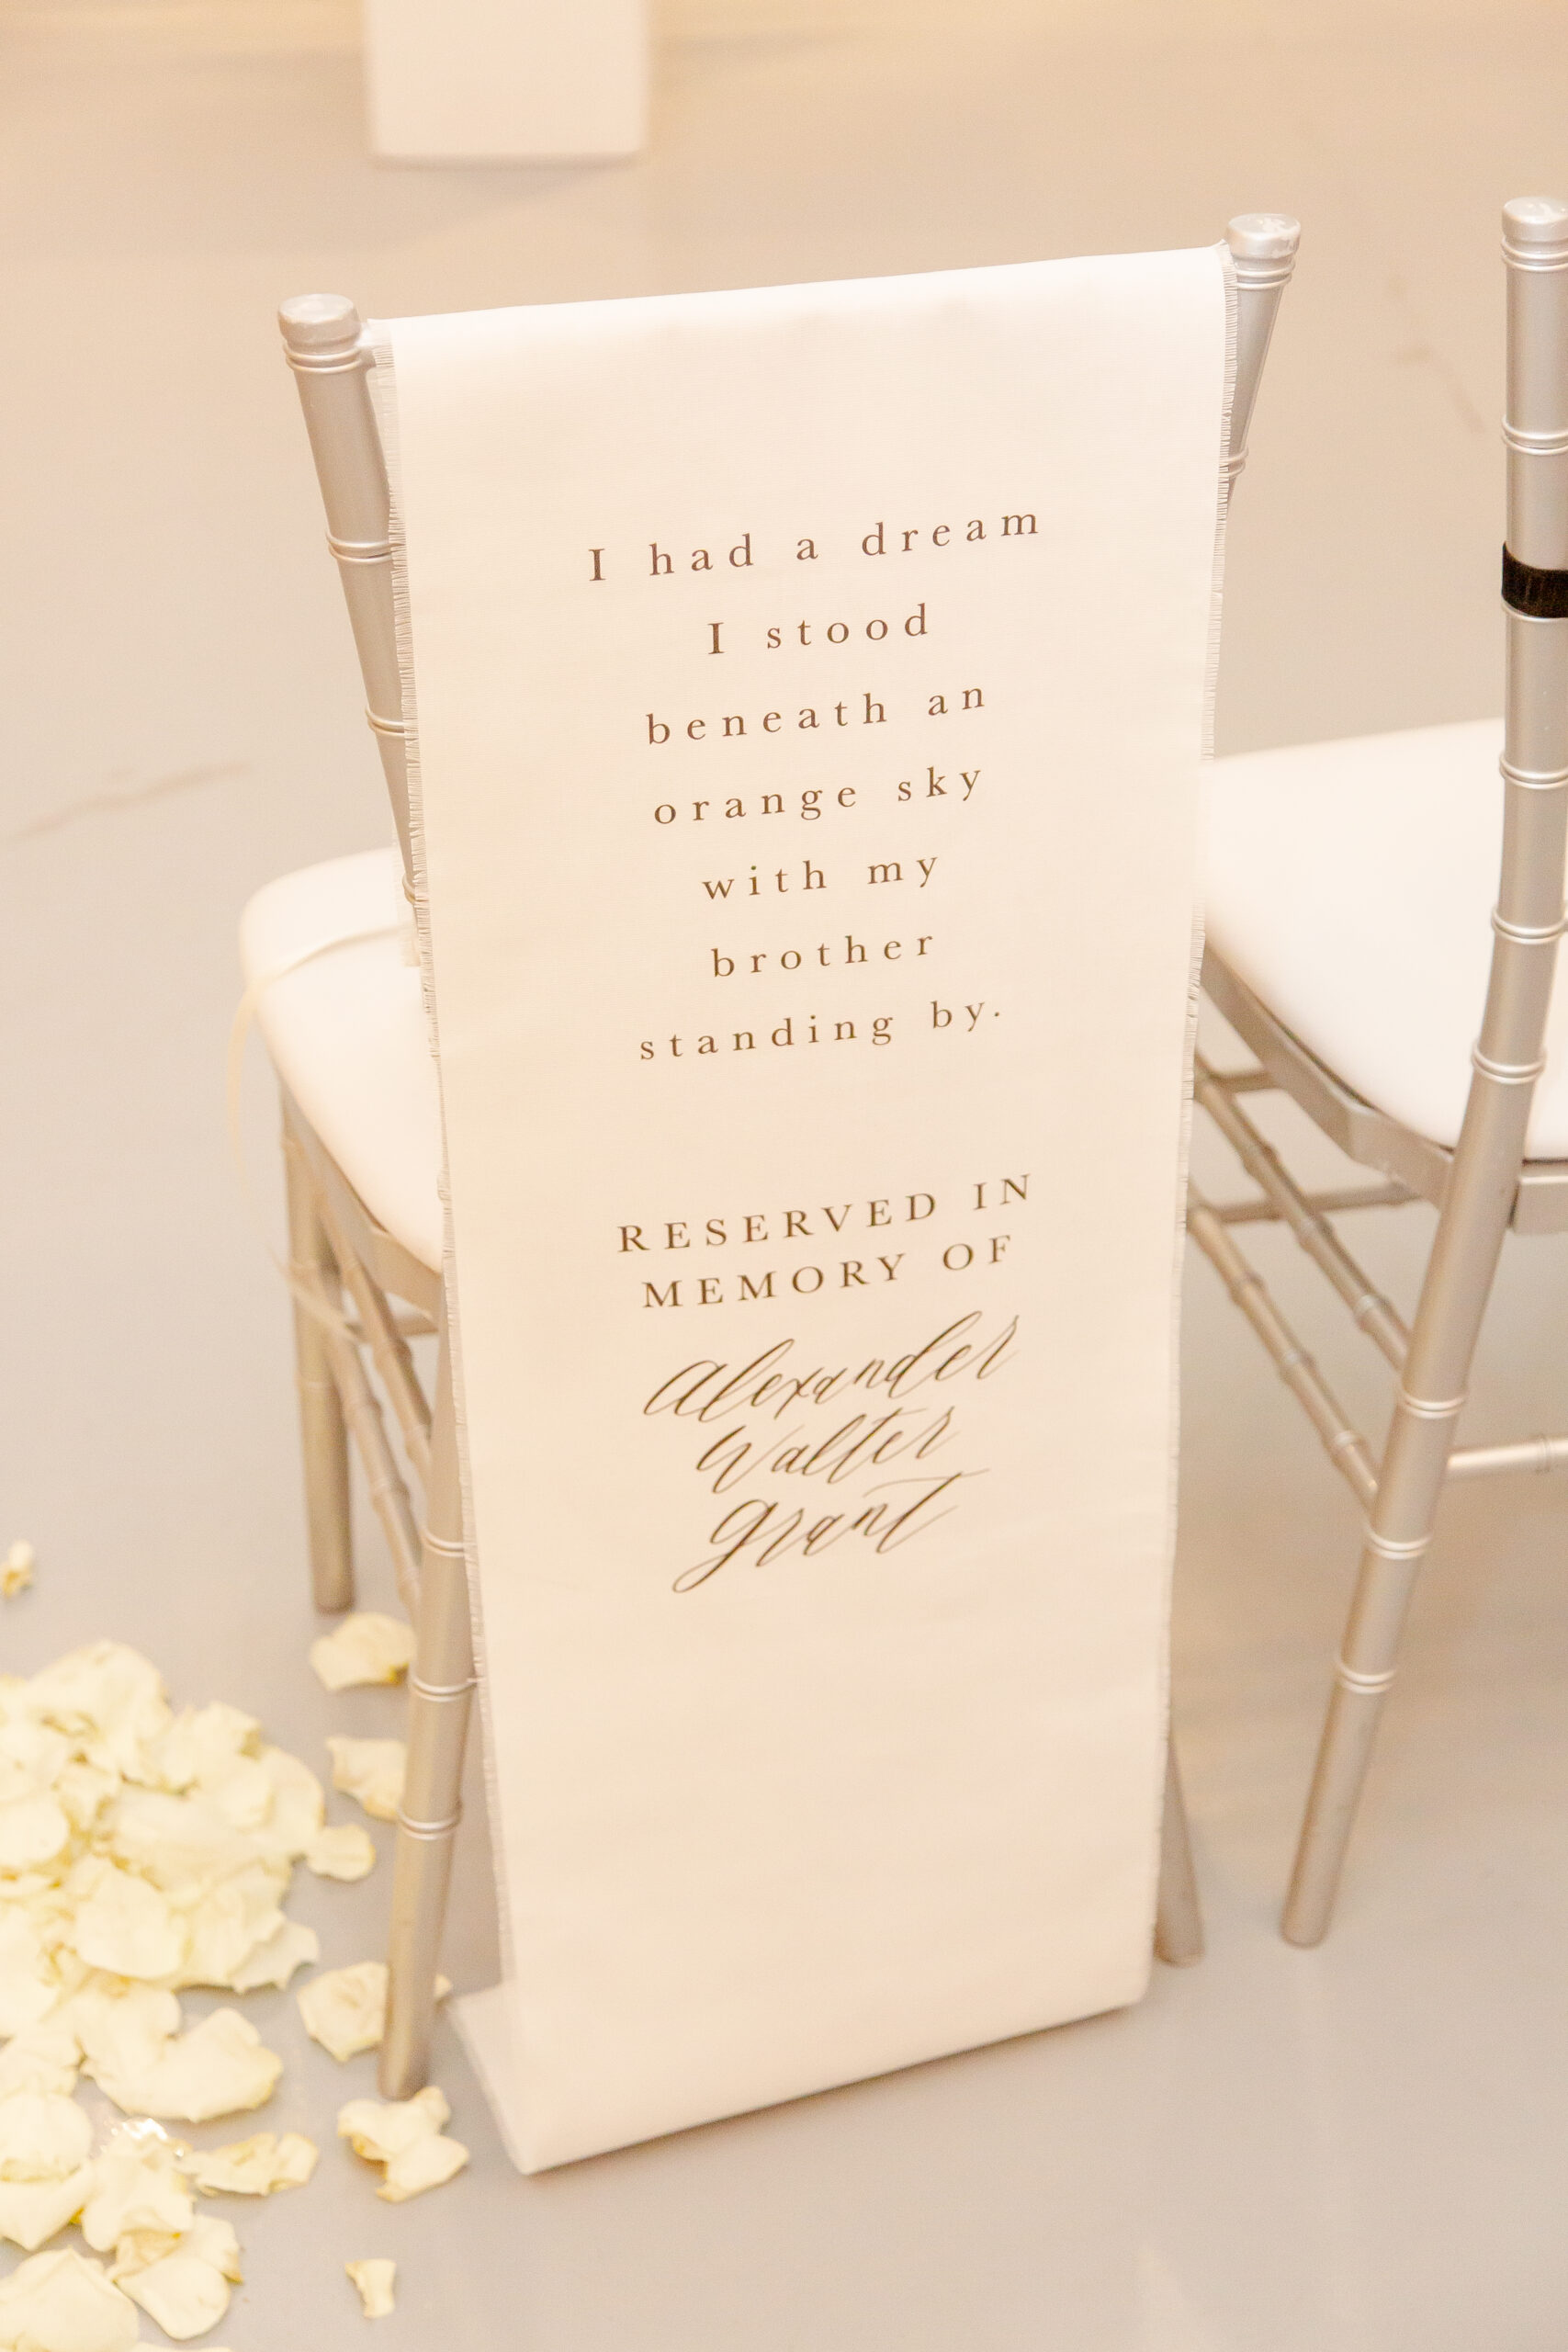 I had a dream
I stood
beneath an
orange sky
with my
brother
standing by.
RESERVED IN
MEMORY OF
Alexander
Walter
Grant